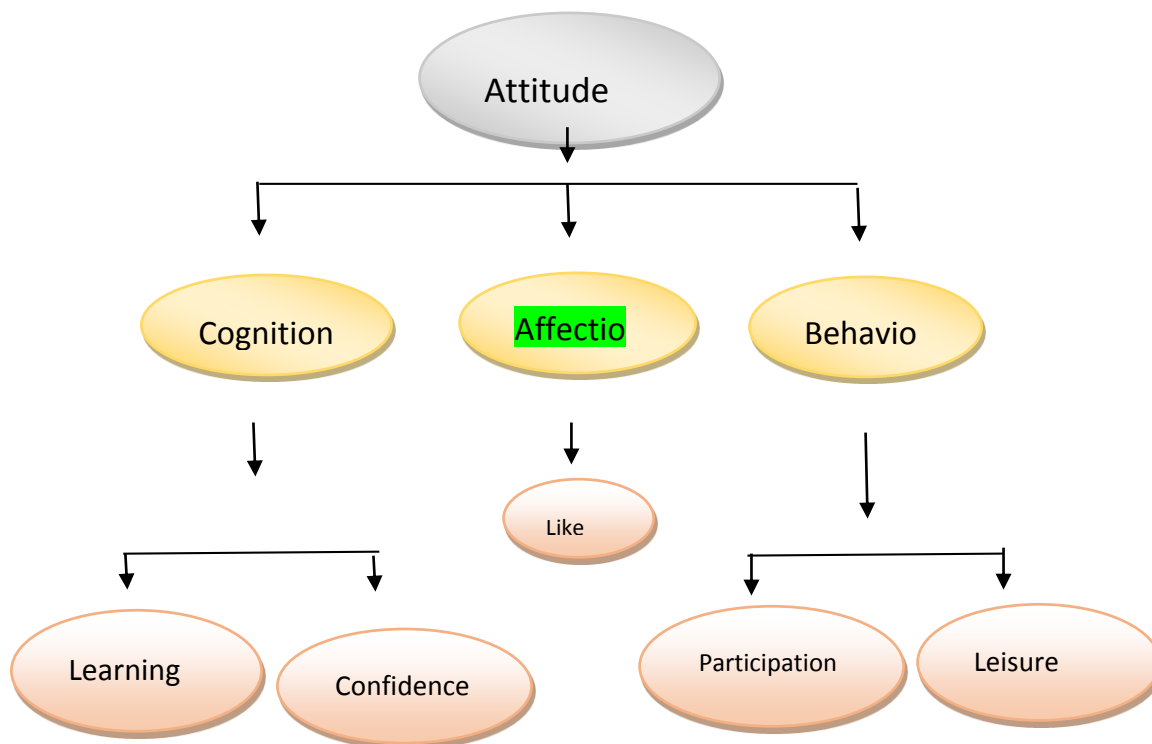 Attitude
Cognition
Affectio
Behavio
Like
Learning
Confidence
Participation
Leisure